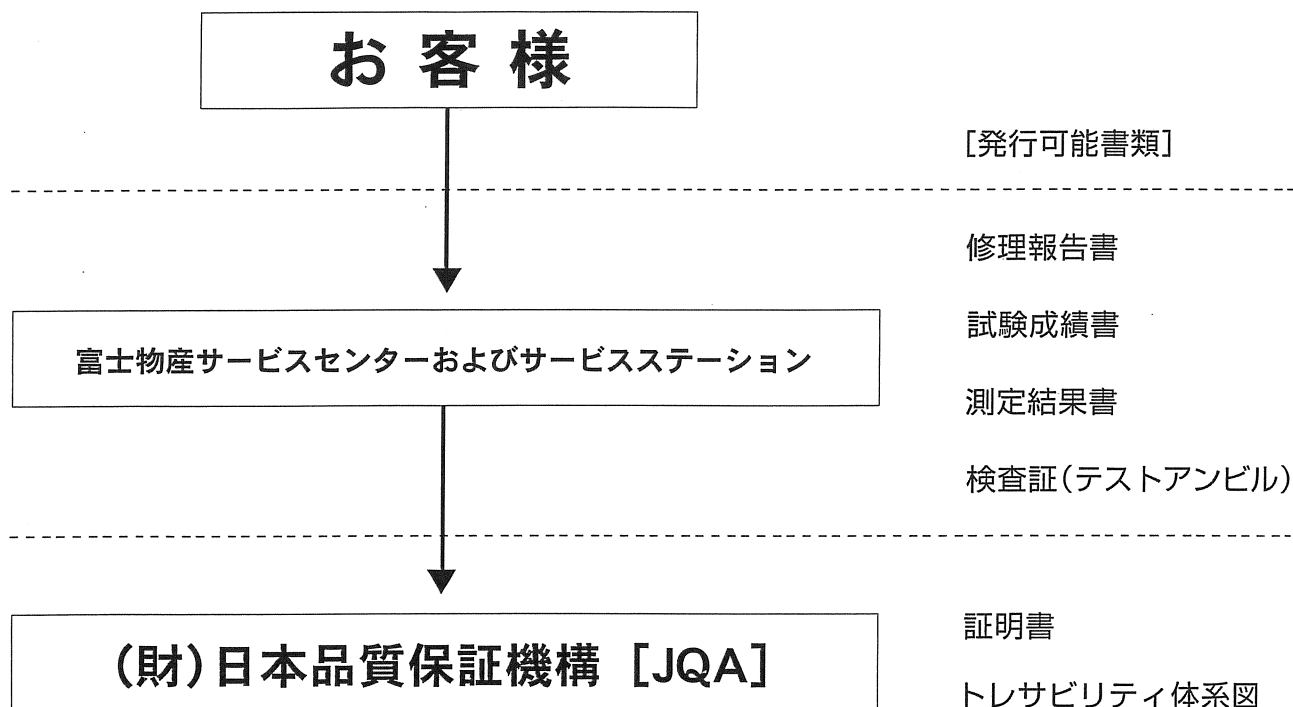 お客様
[発行可能書類]
修理報告書
富士物産サービスセンターおよびサービスステーション
試験成績書
測定結果書
検査証(テストアンビル)
(財)日本品質保証機構 [JQA]
証明書
トレサビリティ体系図